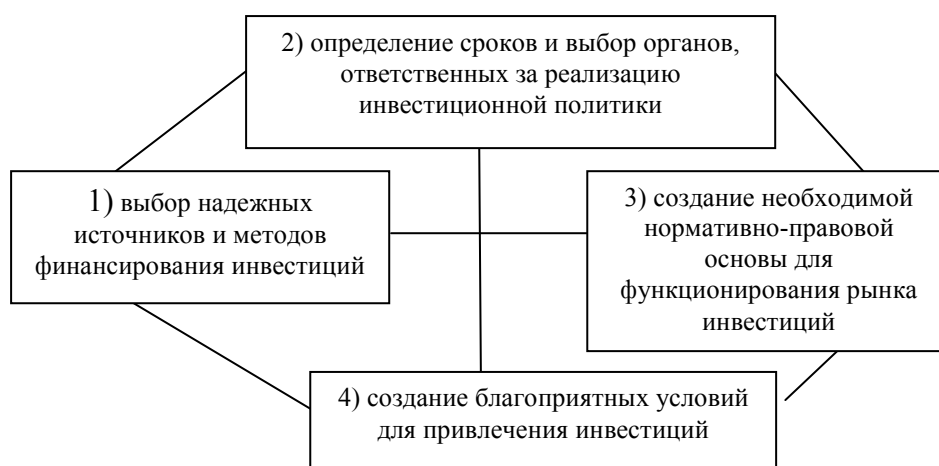 2) определение сроков и выбор органов,
ответственных за реализацию
инвестиционной политики
1) выбор надежных
источников и методов
финансирования инвестиций
3) создание необходимой
нормативно-правовой
основы для
функционирования рынка
инвестиций
4) создание благоприятных условий
для привлечения инвестиций